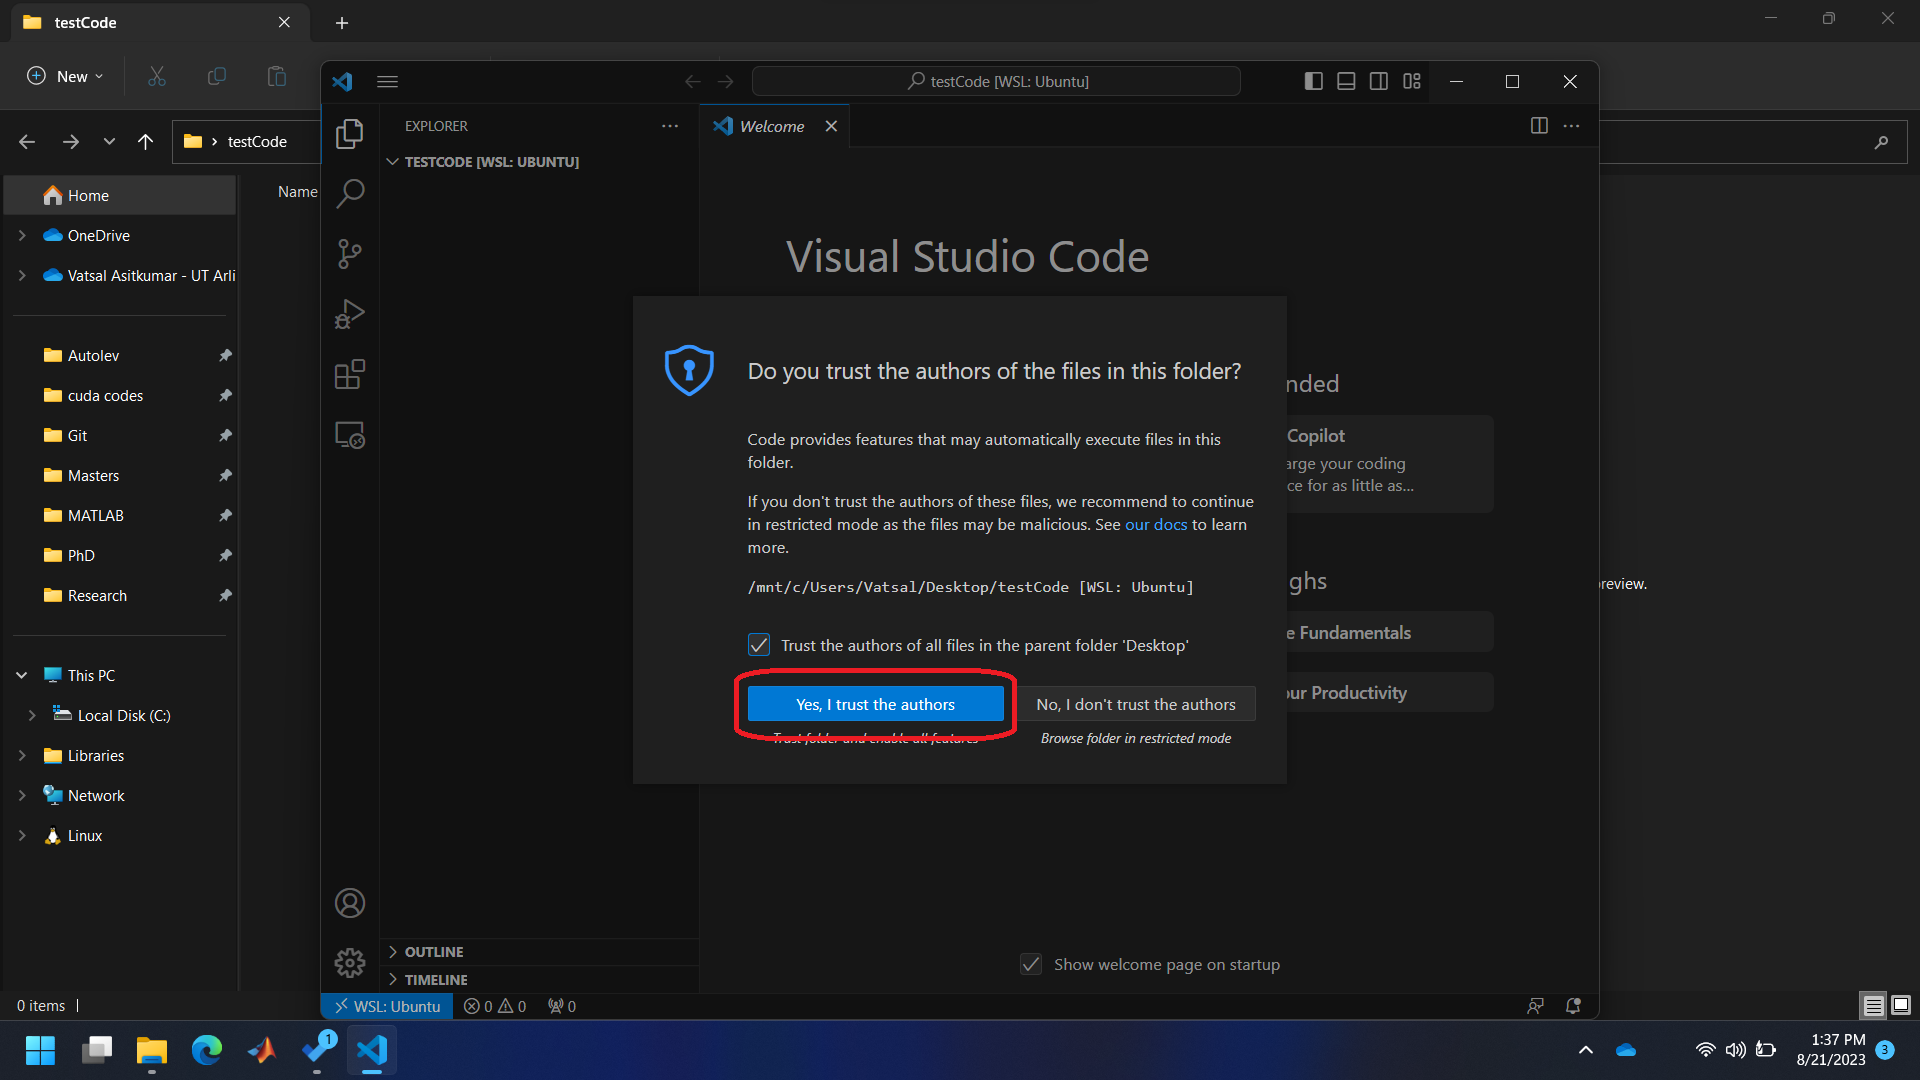 testCode
New
testCode
Name
Home
OneDrive
Vatsal Asitkumar - UT Arli
Autolev
cuda codes
Git
Masters
MATLAB
PhD
Research
This PC
Local Disk (C:)
Libraries
Network
Linux
0 items
testCode [WSL: Ubuntu]
EXPLORER
TESTCODE [WSL: UBUNTU]
OUTLINE
TIMELINE
Welcome
Visual Studio Code
nded
Copilot
arge your coding
ce for as little as...
ghs
e Fundamentals
our Productivity
review.
Do you trust the authors of the files in this folder?
Code provides features that may automatically execute files in this
folder.
If you don't trust the authors of these files, we recommend to continue
in restricted mode as the files may be malicious. See our docs to learn
more.
/mnt/c/Users/Vatsal/Desktop/testCode [WSL: Ubuntu]
Trust the authors of all files in the parent folder 'Desktop'
Yes, I trust the authors
No, I don't trust the authors
Trust folder and enable all features
Browse folder in restricted mode
Show welcome page on startup
WSL: Ubuntu
0 0
0
1
1:37 PM
8/21/2023
3